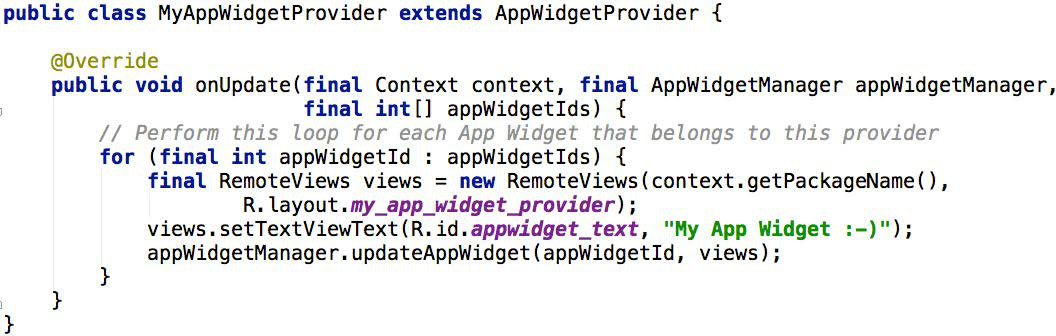 public class MyAppWidgetProvider extends AppWidgetProvider {
@Override
public void onUpdate(final Context context, final AppWidgetManager appWidgetManager,
final int[] appWidgetIds) {
// Perform this loop for each App Widget that belongs to this provider
for (final int appWidgetId : appWidgetIds) {
final RemoteViews views = new RemoteViews(context.getPackageName(),
R.layout.my_app_widget_provider);
views.setTextViewText(R.id.appwidget_text, "My App Widget :-)");
appWidgetManager.updateAppWidget(appWidgetId, views);
}
}
}